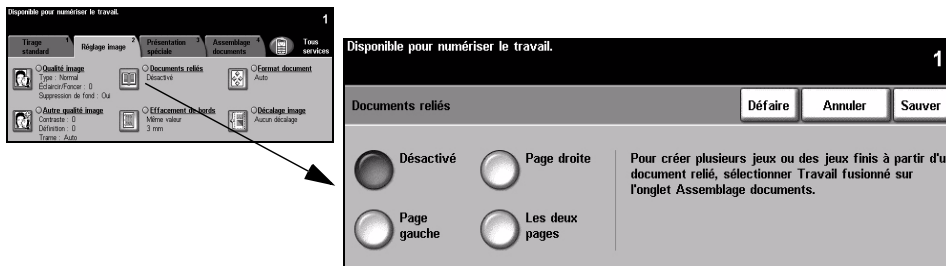 Disponible pour numériser le travail.
1
Tirage standard 1
Réglage image 2
Présentation spéciale 3
Assemblage documents 4
Tous services
Qualité image
Type : Normal
Éclaircir/Foncer : 0
Suppression de fond : Oui
Documents reliés
Désactivé
Format document
Auto
Autre qualité image
Contraste : 0
Définition : 0
Trame : Auto
Effacement de bords
Même valeur
3 mm
Décalage image
Aucun décalage
Disponible pour numériser le travail.
1
Documents reliés
Défaire
Annuler
Sauver
Désactivé
Page droite
Page
gauche
Les deux
pages
Pour créer plusieurs jeux ou des jeux finis à partir d'u
document relié, sélectionner Travail fusionné sur
l'onglet Assemblage documents.